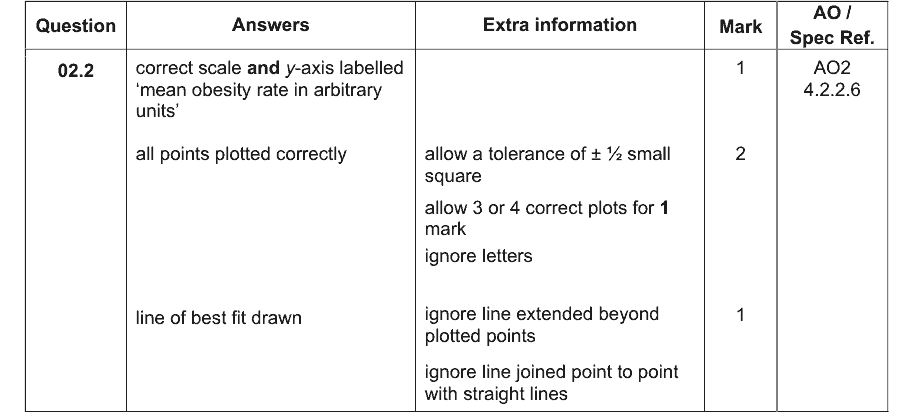 Question Answers Extra information Mark AO / Spec Ref.
02.2 correct scale and y-axis labelled 1 AO2
'mean obesity rate in arbitrary 4.2.2.6
units'
all points plotted correctly allow a tolerance of ± ½ small 2
square
allow 3 or 4 correct plots for 1
mark
ignore letters
line of best fit drawn ignore line extended beyond 1
plotted points
ignore line joined point to point
with straight lines